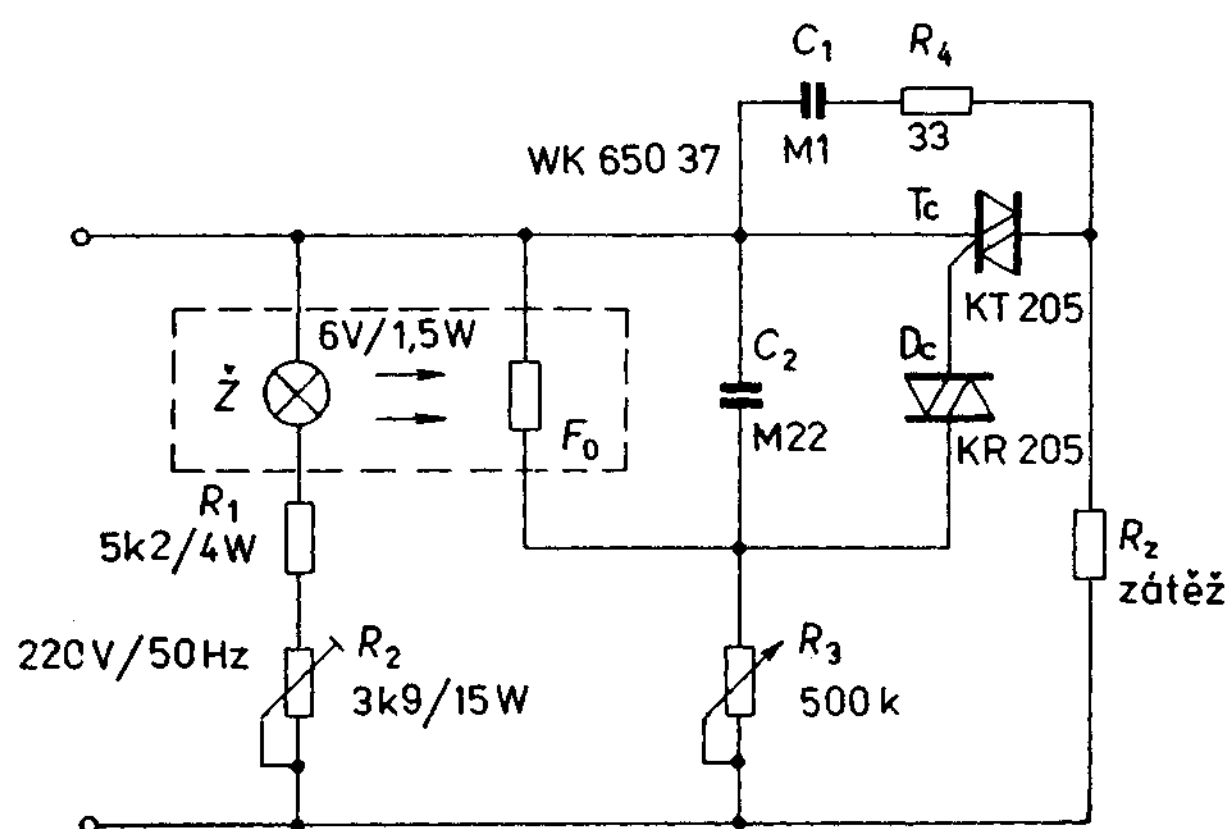 C1
R4
M1
33
WK 650 37
Tc
KT 205
6V/1,5W
Ž
F0
C2
M22
Dc
KR 205
R1
5k2/4W
Rz
zátěž
220V/50Hz
R2
3k9/15W
R3
500k